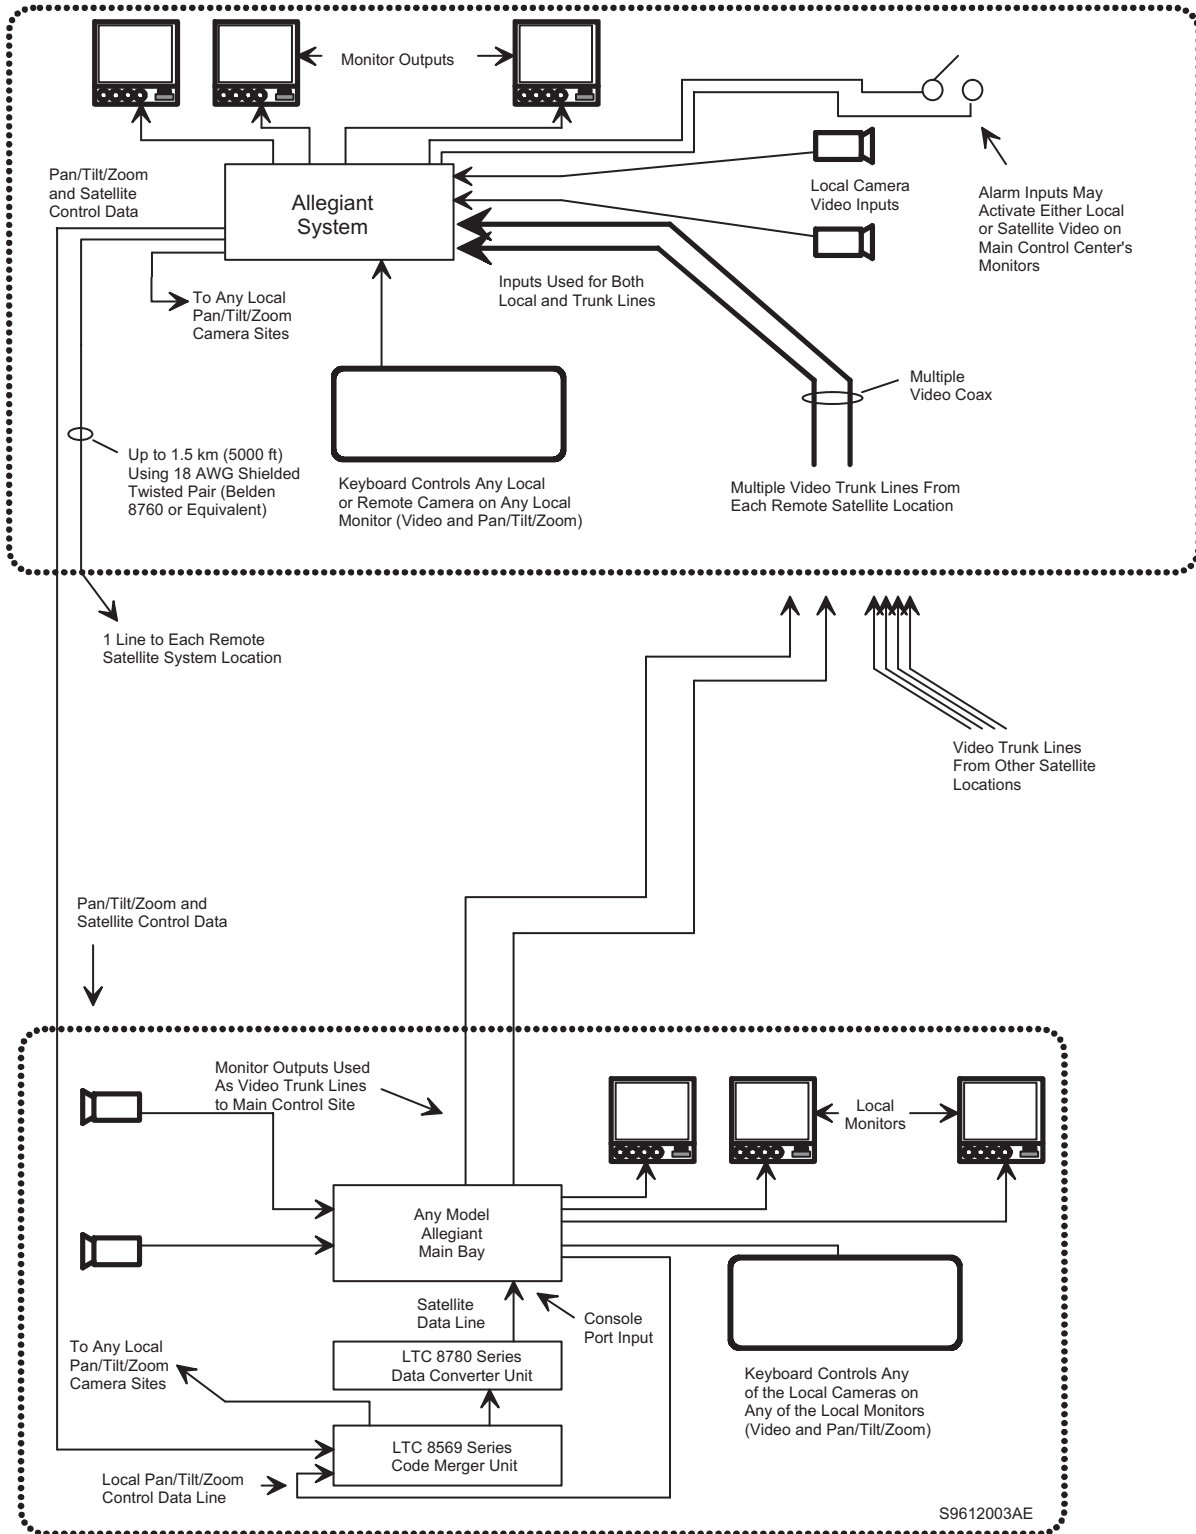 Monitor Outputs
Pan/Tilt/Zoom
and Satellite
Control Data
Allegiant
System
Local Camera
Video Inputs
Alarm Inputs May
Activate Either Local
or Satellite Video on
Main Control Center's
Monitors
To Any Local
Pan/Tilt/Zoom
Camera Sites
Inputs Used for Both
Local and Trunk Lines
Multiple
Video Coax
Up to 1.5 km (5000 ft)
Using 18 AWG Shielded
Twisted Pair (Belden
8760 or Equivalent)
Keyboard Controls Any Local
or Remote Camera on Any Local
Monitor (Video and Pan/Tilt/Zoom)
Multiple Video Trunk Lines From
Each Remote Satellite Location
1 Line to Each Remote
Satellite System Location
Video Trunk Lines
From Other Satellite
Locations
Pan/Tilt/Zoom and
Satellite Control Data
Monitor Outputs Used
As Video Trunk Lines
to Main Control Site
Local
Monitors
Any Model
Allegiant
Main Bay
Satellite
Data Line
Console
Port Input
To Any Local
Pan/Tilt/Zoom
Camera Sites
LTC 8780 Series
Data Converter Unit
Keyboard Controls Any
of the Local Cameras on
Any of the Local Monitors
(Video and Pan/Tilt/Zoom)
LTC 8569 Series
Code Merger Unit
Local Pan/Tilt/Zoom
Control Data Line
S9612003AE